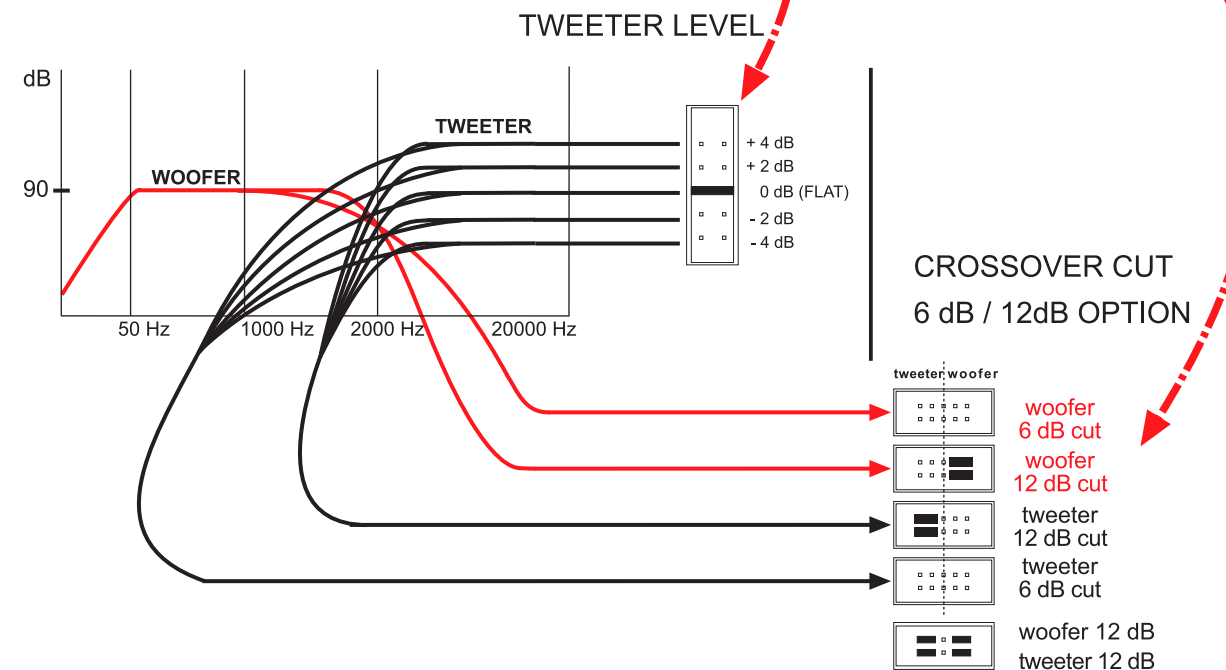 TWEETER LEVEL
dB
TWEETER
+ 4 dB
+ 2 dB
WOOFER
90
0 dB (FLAT)
- 2 dB
- 4 dB
CROSSOVER CUT
6 dB / 12dB OPTION
50 Hz
1000 Hz
2000 Hz
20000 Hz
tweeter woofer
woofer
6 dB cut
woofer
12 dB cut
tweeter
12 dB cut
tweeter
6 dB cut
woofer 12 dB
tweeter 12 dB